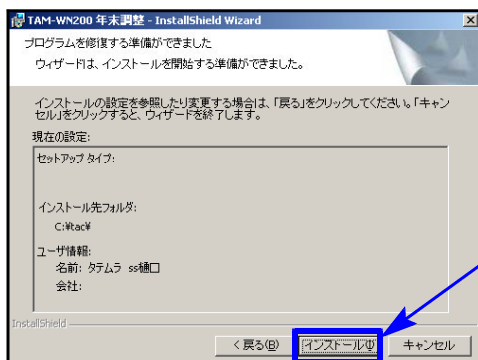 TAM-WN200 年末調整 - InstallShield Wizard
プログラムを修復する準備ができました
ウィザードは、インストールを開始する準備ができました。
インストールの設定を参照したり変更する場合は、「戻る」をクリックしてください。「キャン
セル」をクリックすると、ウィザードを終了します。
現在の設定:
セットアップ タイプ:
インストール先フォルダ:
C:¥tac¥
ユーザ情報:
名前: タテムラ ss樋口
会社:
InstallShield
< 戻る(B) インストール(I) キャンセル